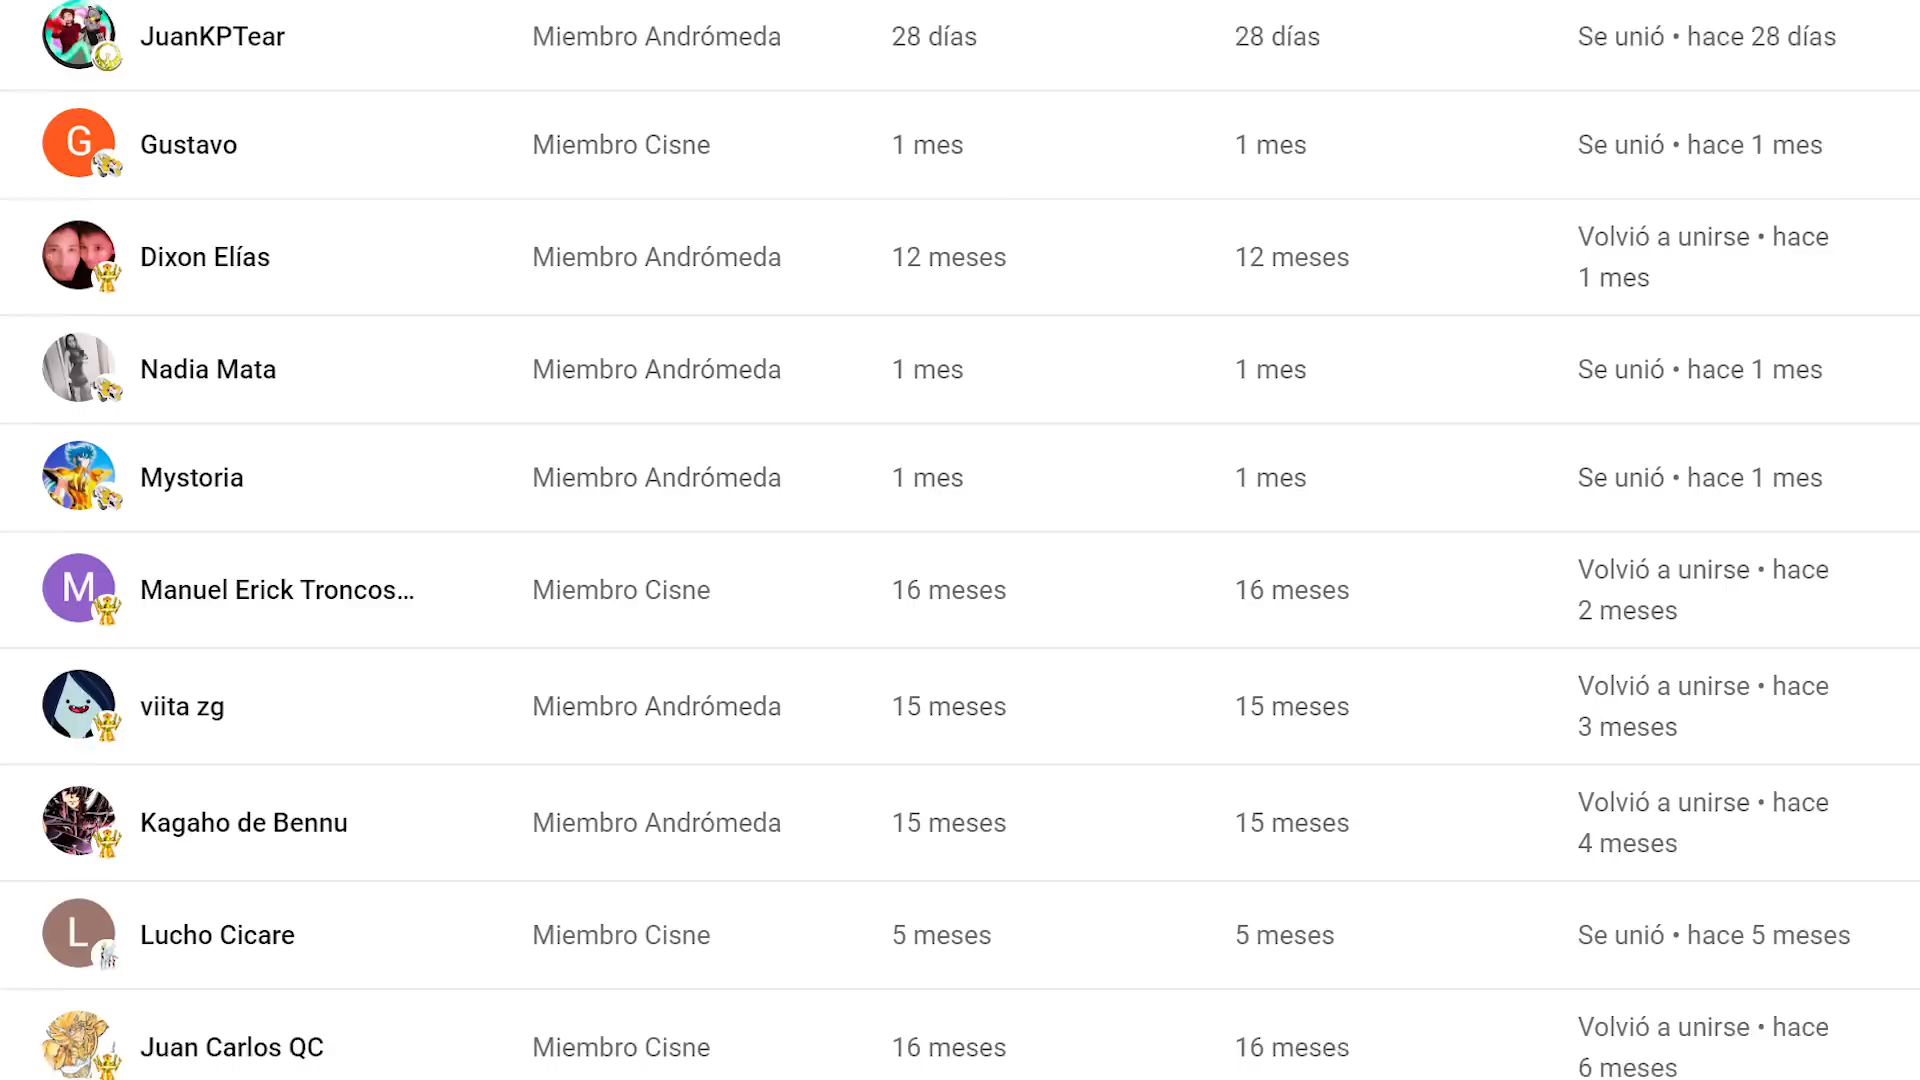 JuanKPTear Miembro Andrómeda 28 días 28 días Se unió • hace 28 días
G Gustavo Miembro Cisne 1 mes 1 mes Se unió • hace 1 mes
Dixon Elías Miembro Andrómeda 12 meses 12 meses Volvió a unirse • hace
1 mes
Nadia Mata Miembro Andrómeda 1 mes 1 mes Se unió • hace 1 mes
Mystoria Miembro Andrómeda 1 mes 1 mes Se unió • hace 1 mes
M Manuel Erick Troncos... Miembro Cisne 16 meses 16 meses Volvió a unirse • hace
2 meses
viita zg Miembro Andrómeda 15 meses 15 meses Volvió a unirse • hace
3 meses
Kagaho de Bennu Miembro Andrómeda 15 meses 15 meses Volvió a unirse • hace
4 meses
L Lucho Cicare Miembro Cisne 5 meses 5 meses Se unió • hace 5 meses
Juan Carlos QC Miembro Cisne 16 meses 16 meses Volvió a unirse • hace
6 meses